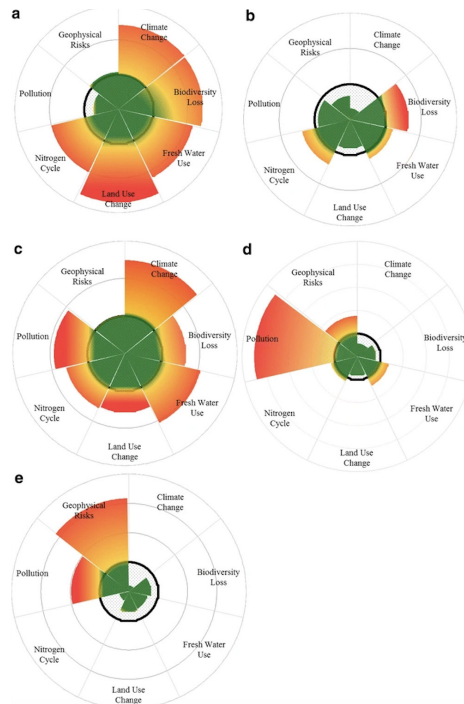 a
Geophysical
Risks
Climate
Change
Pollution
Biodiversity
Loss
Nitrogen
Cycle
Fresh Water
Use
Land Use
Change
b
Geophysical
Risks
Climate
Change
Pollution
Biodiversity
Loss
Nitrogen
Cycle
Fresh Water
Use
Land Use
Change
c
Geophysical
Risks
Climate
Change
Pollution
Biodiversity
Loss
Nitrogen
Cycle
Fresh Water
Use
Land Use
Change
d
Geophysical
Risks
Climate
Change
Pollution
Biodiversity
Loss
Nitrogen
Cycle
Fresh Water
Use
Land Use
Change
e
Geophysical
Risks
Climate
Change
Pollution
Biodiversity
Loss
Nitrogen
Cycle
Fresh Water
Use
Land Use
Change